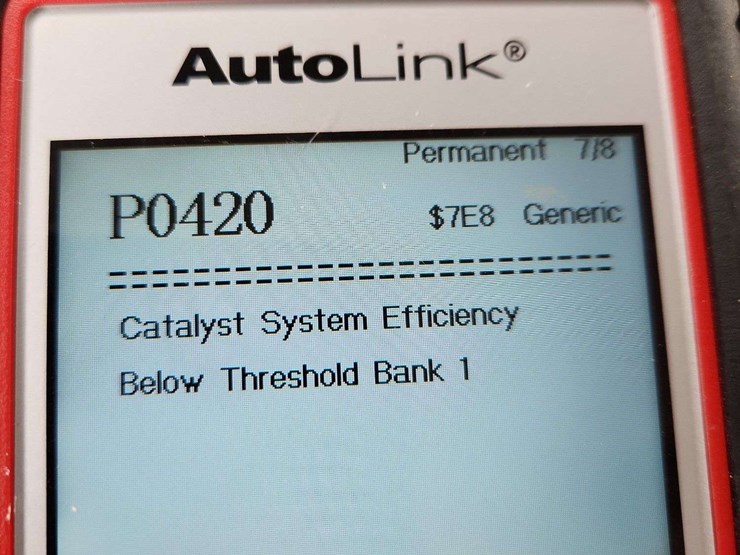 AutoLink®
Permanent 7/8
P0420 $7E8 Generic
==============================
Catalyst System Efficiency
Below Threshold Bank 1